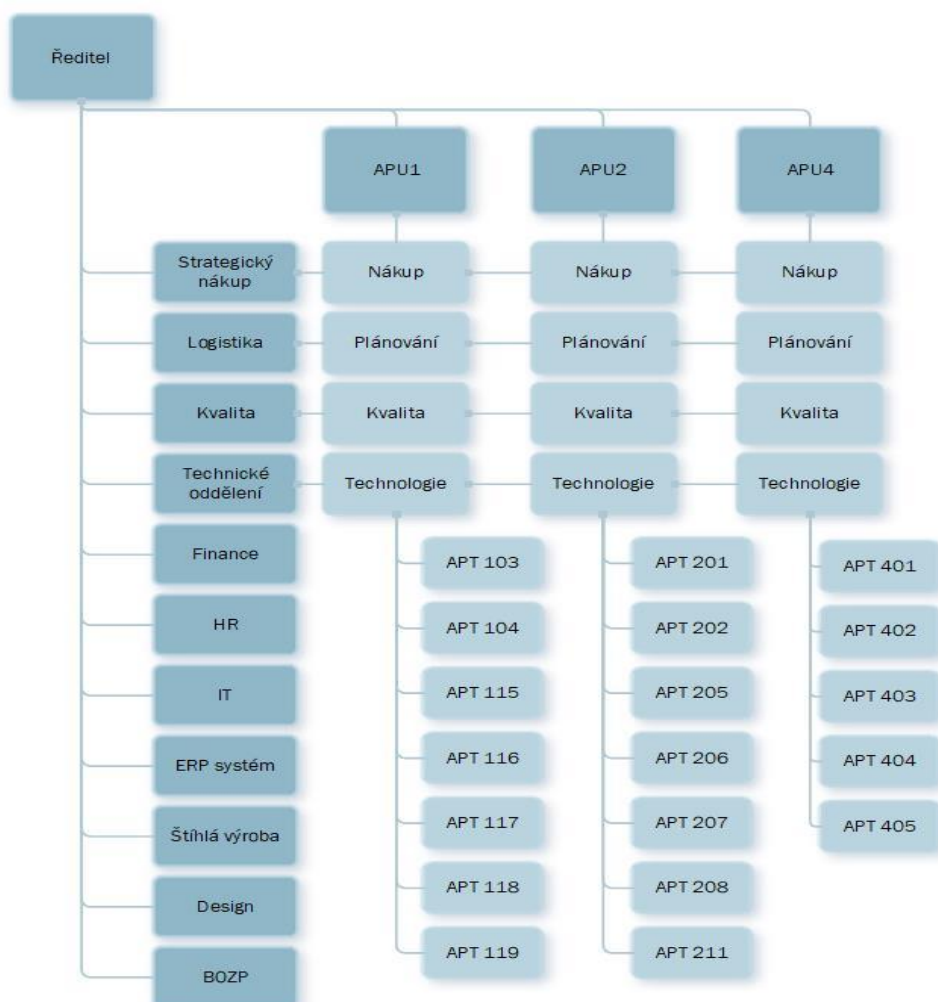 Ředitel
APU1
APU2
APU4
Strategický
nákup
Nákup
Nákup
Nákup
Logistika
Plánování
Plánování
Plánování
Kvalita
Kvalita
Kvalita
Kvalita
Technické
oddělení
Technologie
Technologie
Technologie
Finance
HR
IT
ERP systém
Štíhlá výroba
Design
BOZP
APT 103
APT 104
APT 115
APT 116
APT 117
APT 118
APT 119
APT 201
APT 202
APT 205
APT 206
APT 207
APT 208
APT 211
APT 401
APT 402
APT 403
APT 404
APT 405